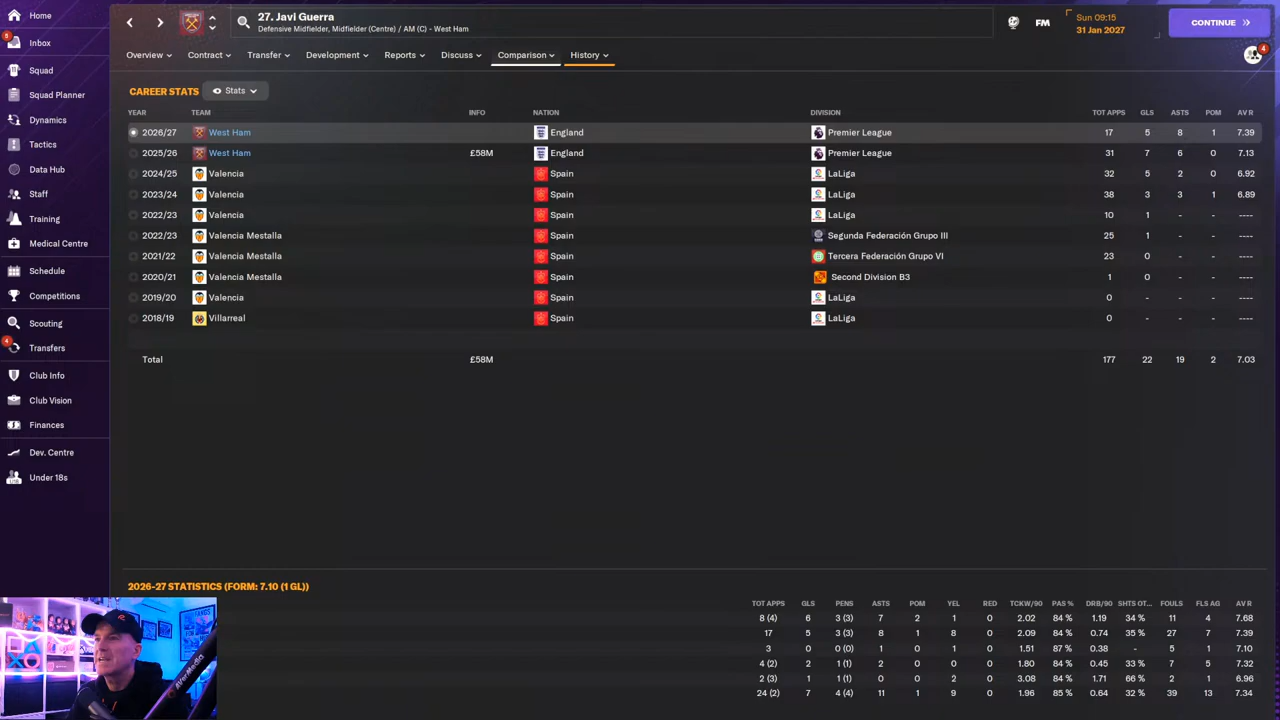 Home
27. Javi Guerra
Defensive Midfielder, Midfielder (Centre) / AM (C) - West Ham
FM
Sun 09:15
31 Jan 2027
CONTINUE
5
Inbox
Overview Contract Transfer Development Reports Discuss Comparison History
4
Squad
Squad Planner
Dynamics
Tactics
Data Hub
Staff
Training
Medical Centre
Schedule
Competitions
Scouting
4
Transfers
Club Info
Club Vision
Finances
Dev. Centre
U18
Under 18s
CAREER STATS Stats
YEAR TEAM INFO NATION DIVISION TOT APPS GLS ASTS POM AV R
2026/27 West Ham England Premier League 17 5 8 1 7.39
2025/26 West Ham £58M England Premier League 31 7 6 0 7.13
2024/25 Valencia Spain LaLiga 32 5 2 0 6.92
2023/24 Valencia Spain LaLiga 38 3 3 1 6.89
2022/23 Valencia Spain LaLiga 10 1 - - ----
2022/23 Valencia Mestalla Spain Segunda Federación Grupo III 25 1 - - ----
2021/22 Valencia Mestalla Spain Tercera Federación Grupo VI 23 0 - - ----
2020/21 Valencia Mestalla Spain Second Division B3 1 0 - - ----
2019/20 Valencia Spain LaLiga 0 - - - ----
2018/19 Villarreal Spain LaLiga 0 - - - ----
Total £58M 177 22 19 2 7.03
2026-27 STATISTICS (FORM: 7.10 (1 GL))
TOT APPS GLS PENS ASTS POM YEL RED TCKW/90 PAS % DRB/90 SHTS OT... FOULS FLS AG AV R
8 (4) 6 3 (3) 7 2 1 0 2.02 84 % 1.19 34 % 11 4 7.68
17 5 3 (3) 8 1 8 0 2.09 84 % 0.74 35 % 27 7 7.39
3 0 0 (0) 1 0 1 0 1.51 87 % 0.38 - 5 1 7.10
4 (2) 2 1 (1) 2 0 0 0 1.80 84 % 0.45 33 % 7 5 7.32
2 (3) 1 1 (1) 0 0 2 0 3.08 84 % 1.71 66 % 2 1 6.96
24 (2) 7 4 (4) 11 1 9 0 1.96 85 % 0.64 32 % 39 13 7.34
AVerMedia